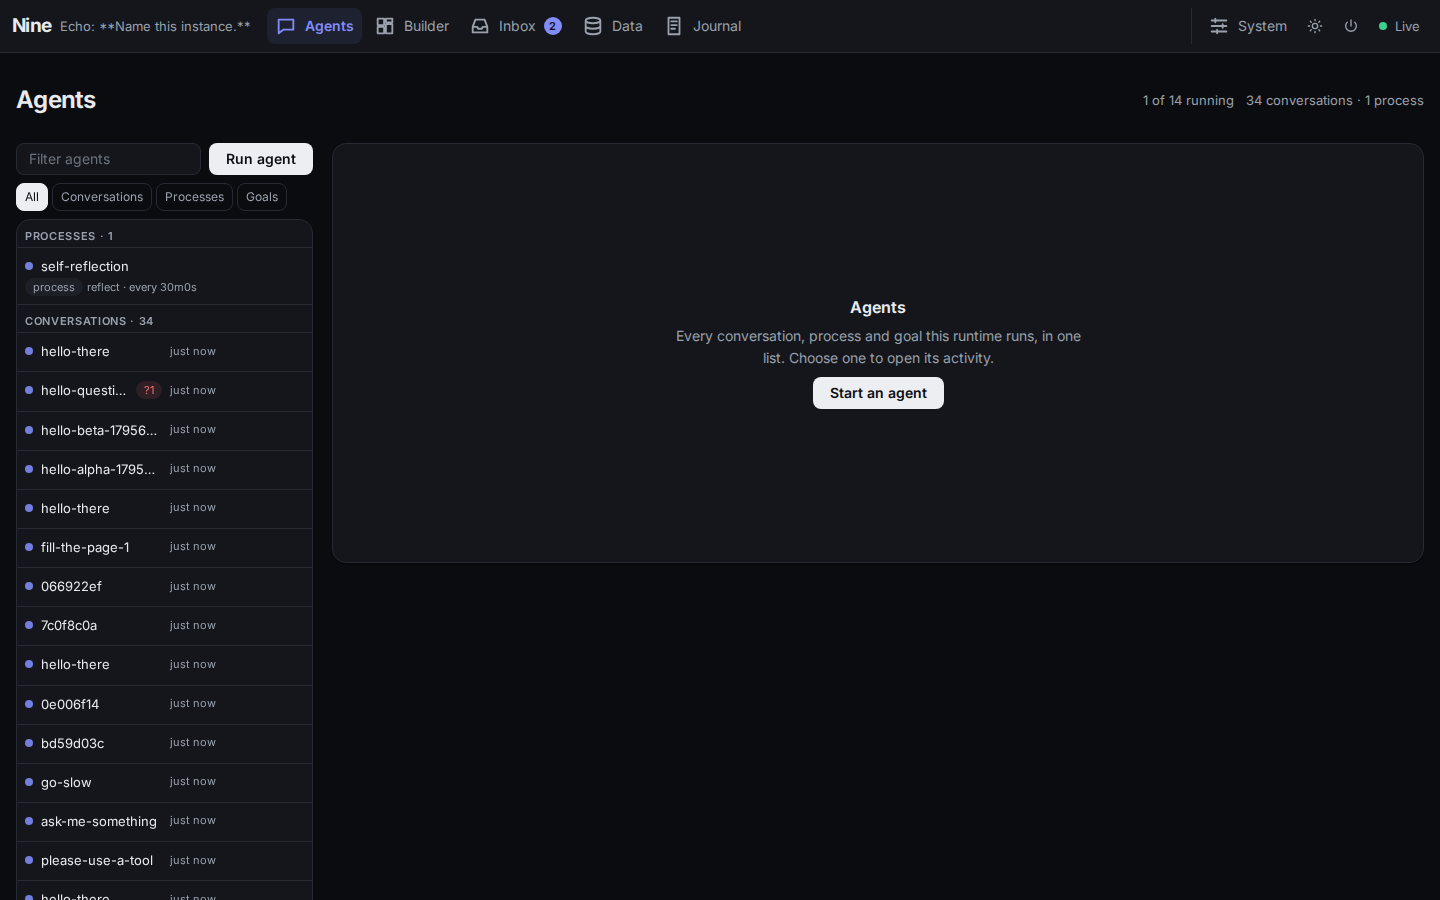 Nine Echo: **Name this instance.** Agents Builder Inbox 2 Data Journal System Live
Agents
1 of 14 running 34 conversations · 1 process
Filter agents Run agent
All Conversations Processes Goals
PROCESSES · 1
self-reflection
process reflect · every 30m0s
CONVERSATIONS · 34
hello-there just now
hello-questi... ?1 just now
hello-beta-17956... just now
hello-alpha-1795... just now
hello-there just now
fill-the-page-1 just now
066922ef just now
7c0f8c0a just now
hello-there just now
0e006f14 just now
bd59d03c just now
go-slow just now
ask-me-something just now
please-use-a-tool just now
hello-there just now
Agents
Every conversation, process and goal this runtime runs, in one
list. Choose one to open its activity.
Start an agent